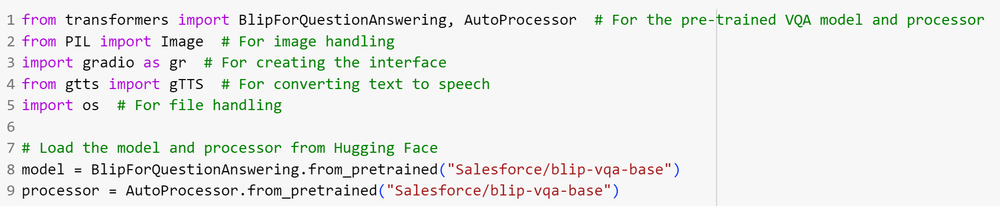 1 from transformers import BlipForQuestionAnswering, AutoProcessor  # For the pre-trained VQA model and processor
2 from PIL import Image  # For image handling
3 import gradio as gr  # For creating the interface
4 from gtts import gTTS  # For converting text to speech
5 import os  # For file handling
6
7 # Load the model and processor from Hugging Face
8 model = BlipForQuestionAnswering.from_pretrained("Salesforce/blip-vqa-base")
9 processor = AutoProcessor.from_pretrained("Salesforce/blip-vqa-base")